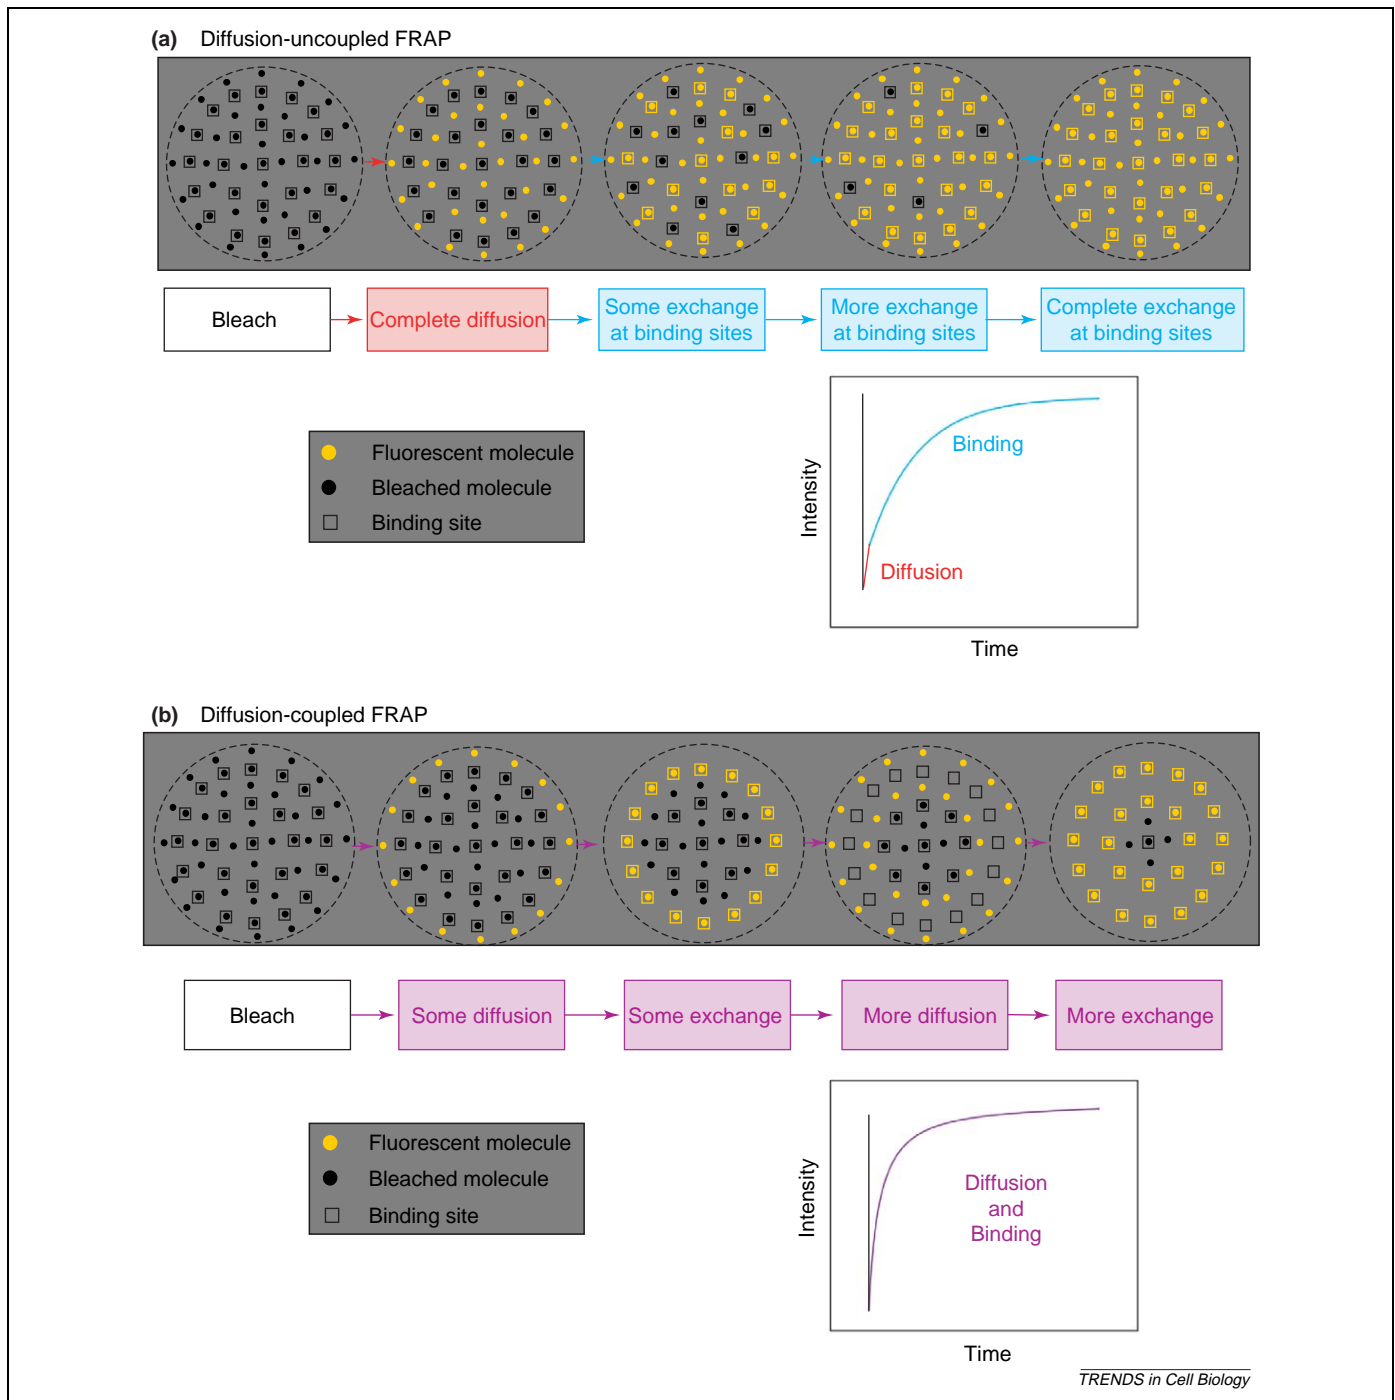 (a) Diffusion-uncoupled FRAP
Bleach
Complete diffusion
Some exchange
at binding sites
More exchange
at binding sites
Complete exchange
at binding sites
Fluorescent molecule
Bleached molecule
Binding site
Intensity
Binding
Diffusion
Time
(b) Diffusion-coupled FRAP
Bleach
Some diffusion
Some exchange
More diffusion
More exchange
Fluorescent molecule
Bleached molecule
Binding site
Intensity
Diffusion
and
Binding
Time
TRENDS in Cell Biology